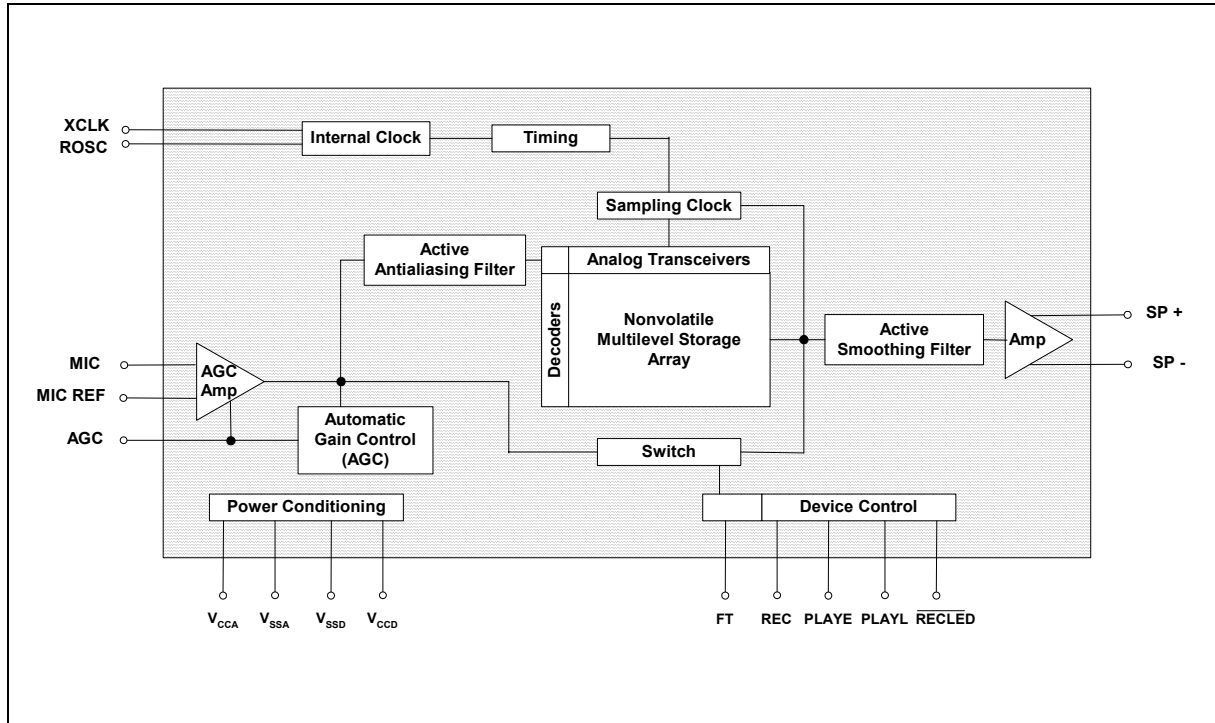 XCLK
ROSC
Internal Clock
Timing
Sampling Clock
Active
Antialiasing Filter
Analog Transceivers
Decoders
Nonvolatile
Multilevel Storage
Array
Active
Smoothing Filter
Amp
SP +
SP -
MIC
MIC REF
AGC
AGC
Amp
Automatic
Gain Control
(AGC)
Switch
Power Conditioning
Device Control
VCCA
VSSA
VSSD
VCCD
FT
REC
PLAYE
PLAYL
RECLED